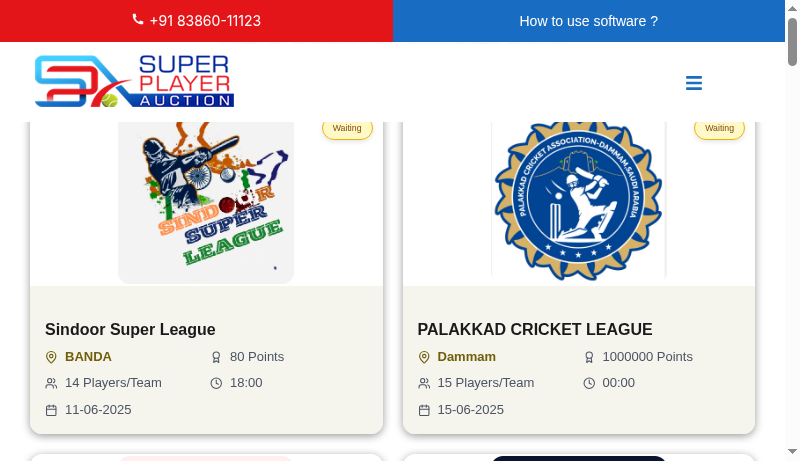 +91 83860-11123
How to use software ?
SUPER
PLAYER
AUCTION
Waiting
Waiting
SINDOOR
SUPER
LEAGUE
PALAKKAD CRICKET ASSOCIATION-DAMMAM, SAUDI ARABIA
Sindoor Super League
PALAKKAD CRICKET LEAGUE
BANDA
80 Points
Dammam
1000000 Points
14 Players/Team
18:00
15 Players/Team
00:00
11-06-2025
15-06-2025